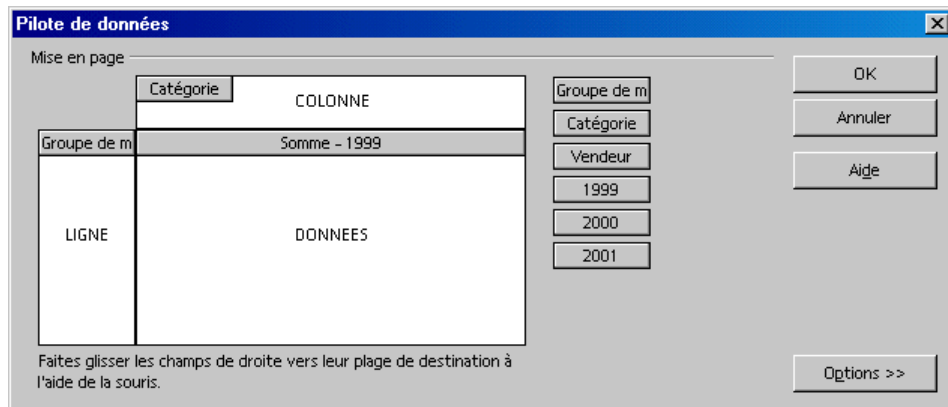 Pilote de données
Mise en page
Catégorie
COLONNE
Groupe de m
Somme - 1999
LIGNE
DONNEES
Groupe de m
Catégorie
Vendeur
1999
2000
2001
OK
Annuler
Aide
Faites glisser les champs de droite vers leur plage de destination à
l'aide de la souris.
Options >>